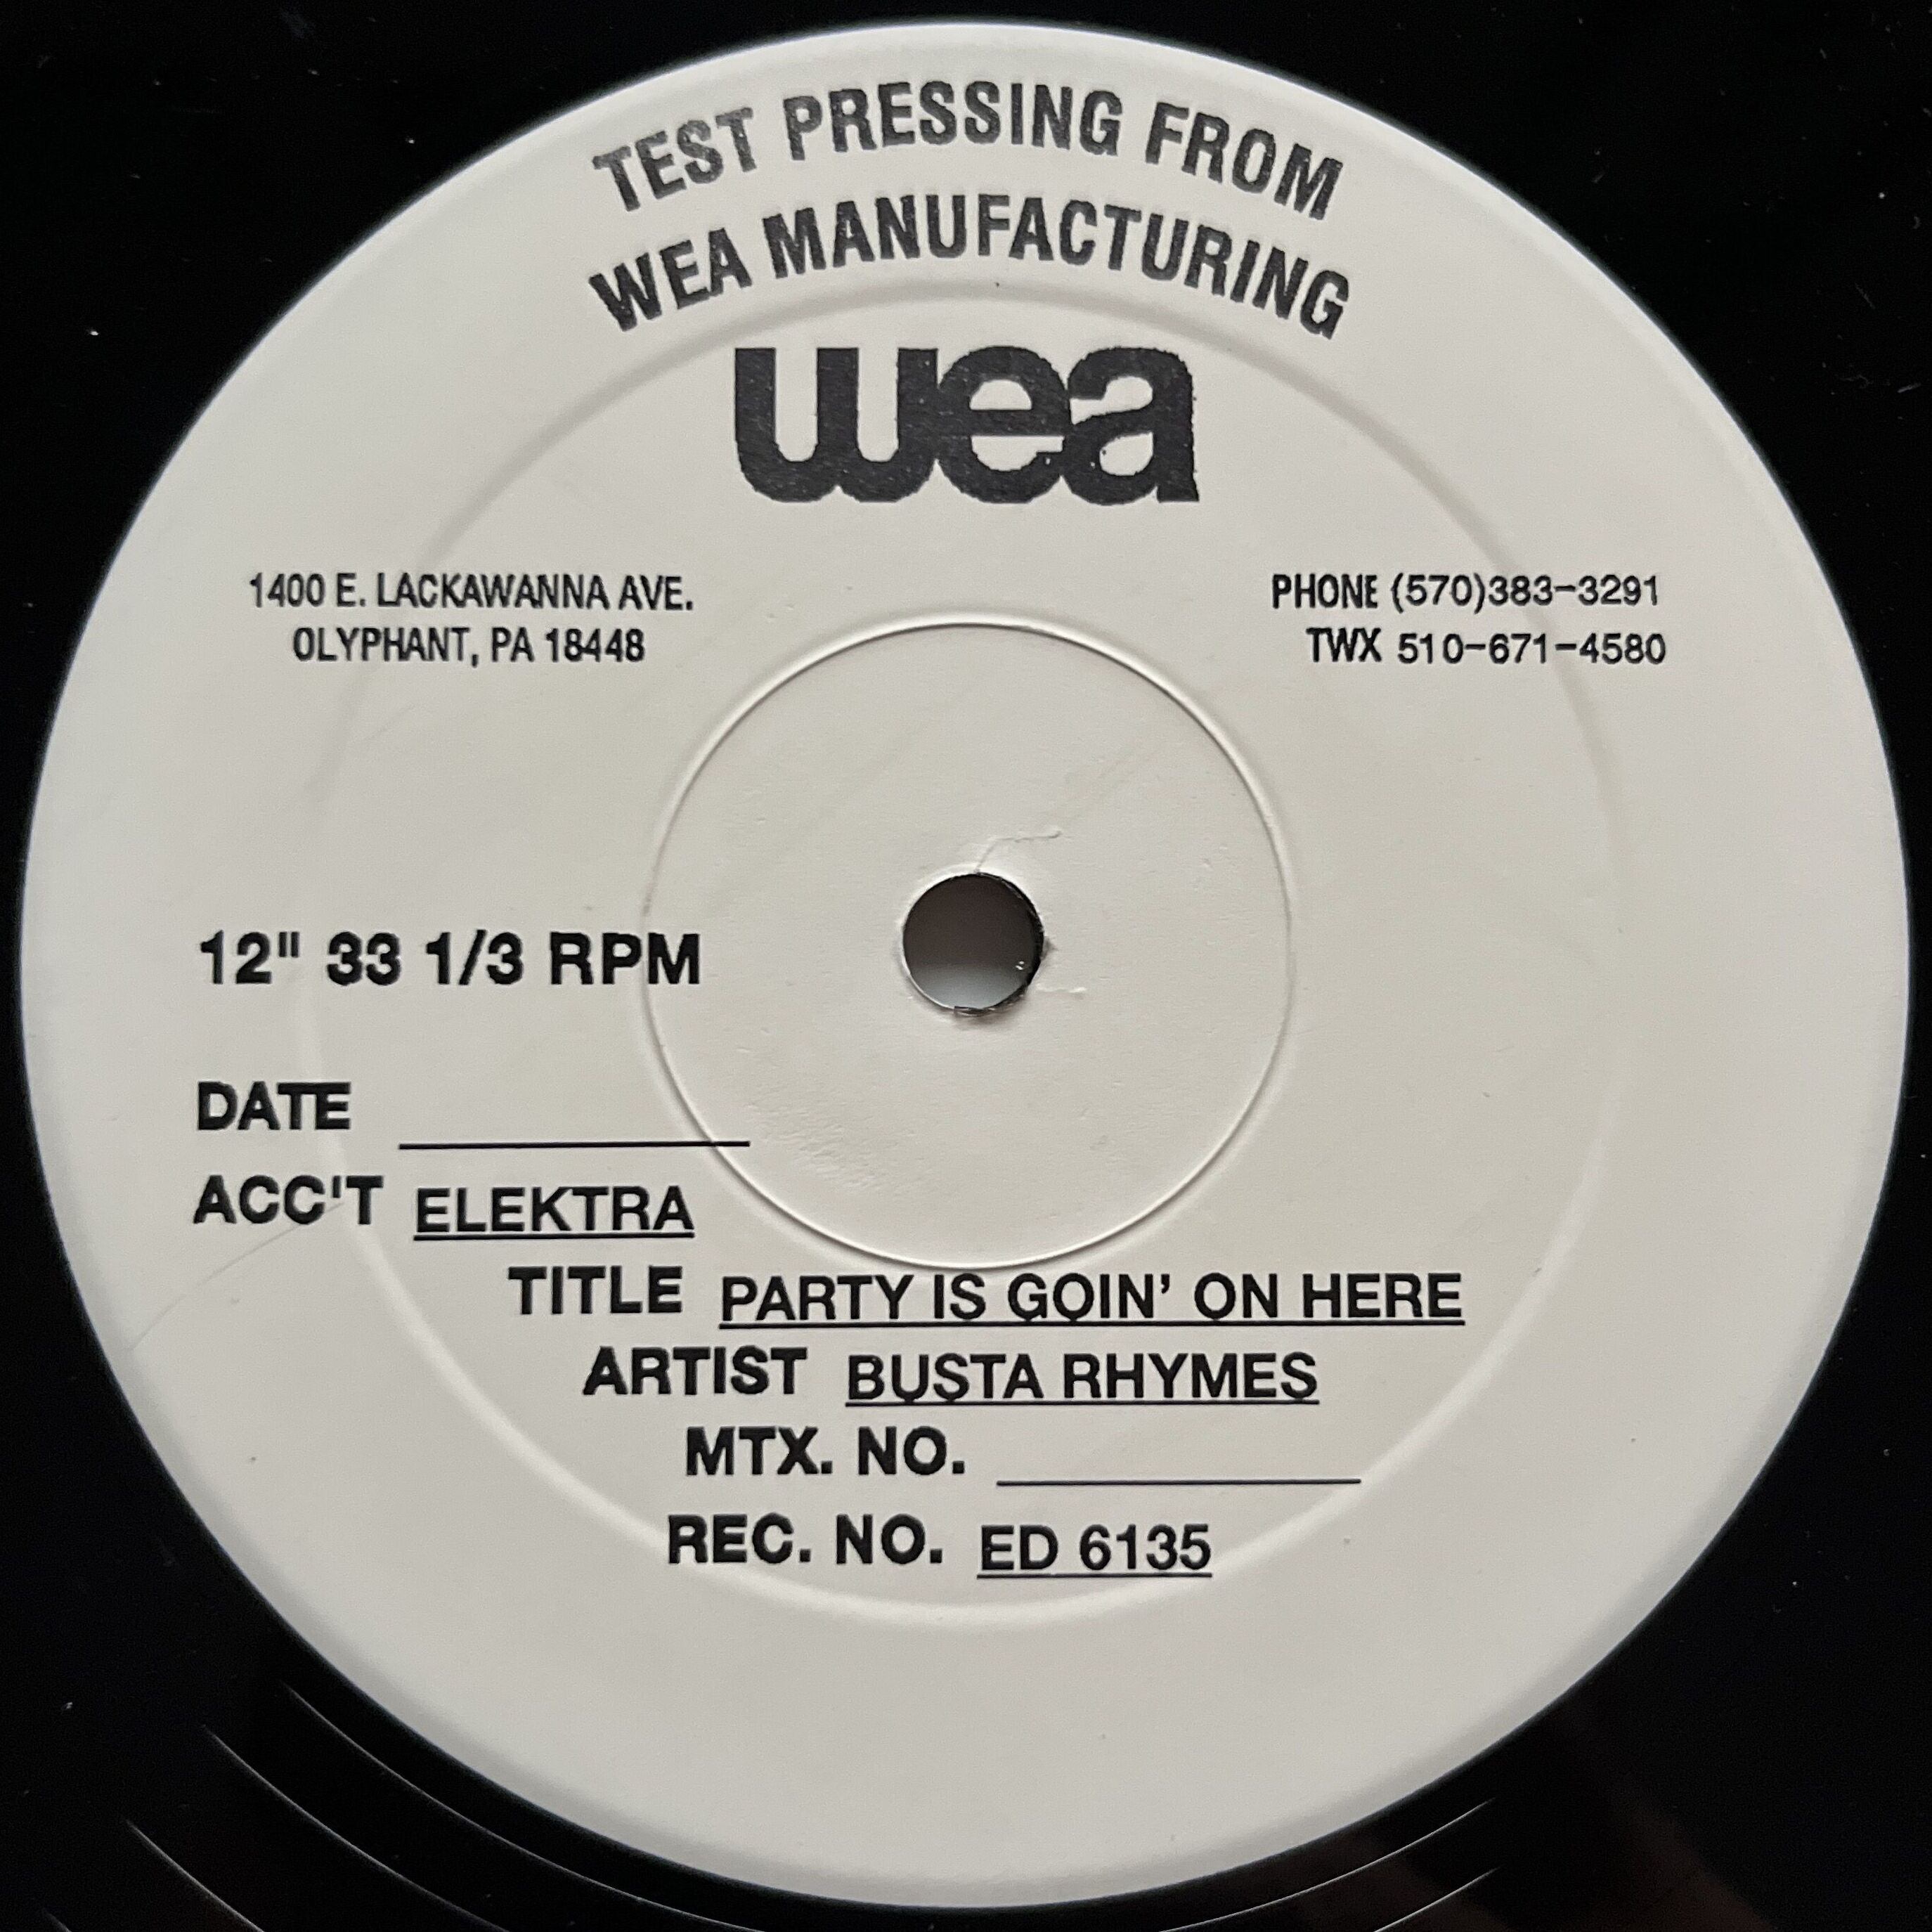 TEST PRESSING FROM
WEA MANUFACTURING
wea
1400 E. LACKAWANNA AVE.
OLYPHANT, PA 18448
PHONE (570)383-3291
TWX 510-671-4580
12" 33 1/3 RPM
DATE
ACC'T ELEKTRA
TITLE PARTY IS GOIN’ ON HERE
ARTIST BUSTA RHYMES
MTX. NO.
REC. NO. ED 6135